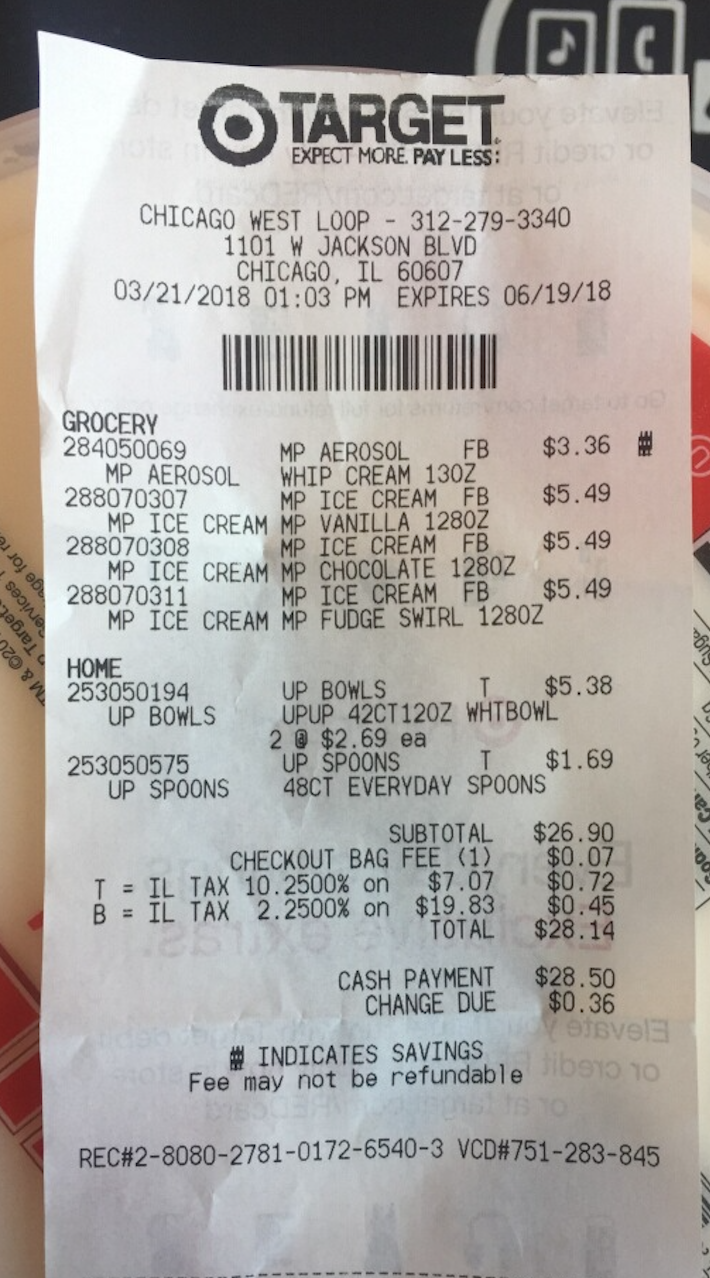 TARGET
EXPECT MORE. PAY LESS.
CHICAGO WEST LOOP - 312-279-3340
1101 W JACKSON BLVD
CHICAGO, IL 60607
03/21/2018 01:03 PM EXPIRES 06/19/18
GROCERY
284050069 MP AEROSOL FB $3.36 #
MP AEROSOL WHIP CREAM 13OZ
288070307 MP ICE CREAM FB $5.49
MP ICE CREAM MP VANILLA 128OZ
288070308 MP ICE CREAM FB $5.49
MP ICE CREAM MP CHOCOLATE 128OZ
288070311 MP ICE CREAM FB $5.49
MP ICE CREAM MP FUDGE SWIRL 128OZ
HOME
253050194 UP BOWLS T $5.38
UP BOWLS UPUP 42CT12OZ WHTBOWL
2 @ $2.69 ea
253050575 UP SPOONS T $1.69
UP SPOONS 48CT EVERYDAY SPOONS
SUBTOTAL $26.90
CHECKOUT BAG FEE (1) $0.07
T = IL TAX 10.2500% on $7.07 $0.72
B = IL TAX 2.2500% on $19.83 $0.45
TOTAL $28.14
CASH PAYMENT $28.50
CHANGE DUE $0.36
# INDICATES SAVINGS
Fee may not be refundable
REC#2-8080-2781-0172-6540-3 VCD#751-283-845